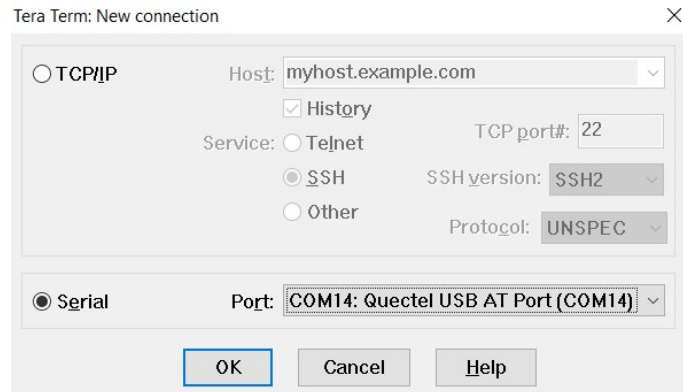 Tera Term: New connection
TCP/IP Host: myhost.example.com
History
Service: Telnet TCP port#: 22
SSH SSH version: SSH2
Other Protocol: UNSPEC
Serial Port: COM14: Quectel USB AT Port (COM14)
OK Cancel Help